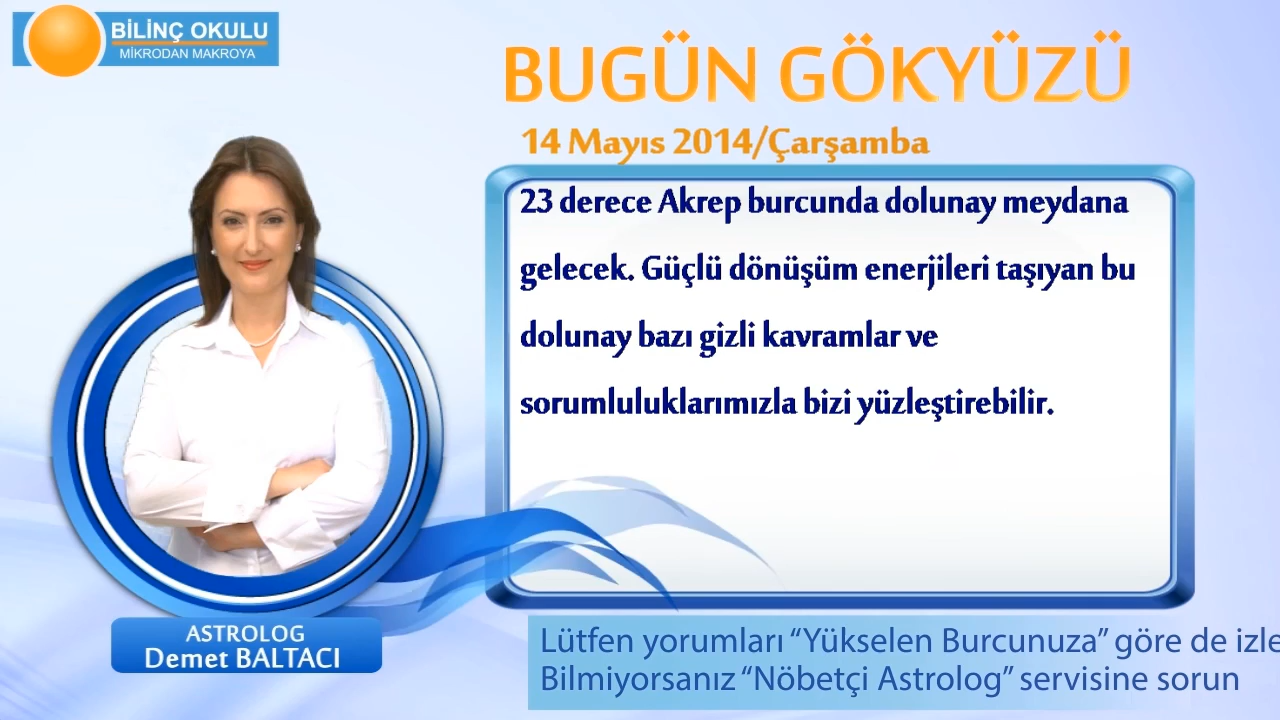 BİLİNÇ OKULU
MİKRODAN MAKROYA
BUGÜN GÖKYÜZÜ
14 Mayıs 2014/Çarşamba
23 derece Akrep burcunda dolunay meydana
gelecek. Güçlü dönüşüm enerjileri taşıyan bu
dolunay bazı gizli kavramlar ve
sorumluluklarımızla bizi yüzleştirebilir.
ASTROLOG
Demet BALTACI
Lütfen yorumları “Yükselen Burcunuza” göre de izle
Bilmiyorsanız “Nöbetçi Astrolog” servisine sorun